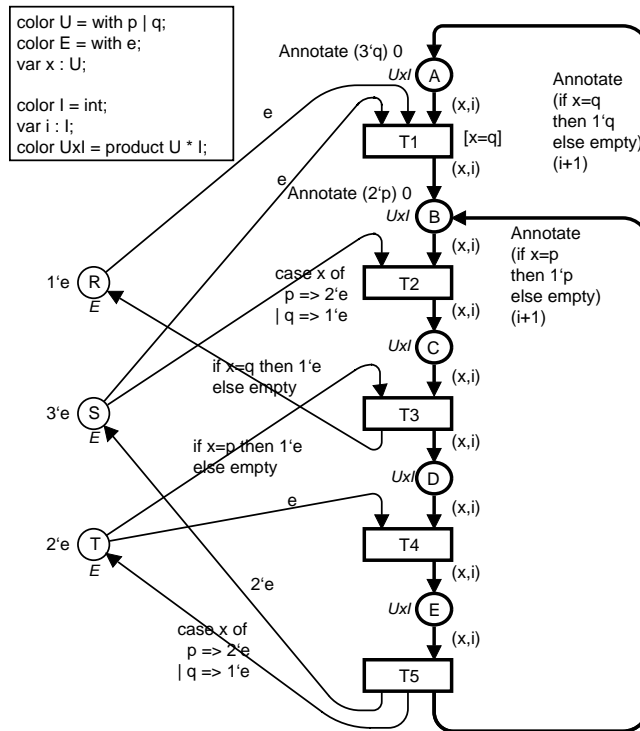 color U = with p | q;
color E = with e;
var x : U;
color I = int;
var i : I;
color UxI = product U * I;
Annotate (3‘q) 0
UxI
A
(x,i)
Annotate
(if x=q
then 1‘q
else empty)
(i+1)
e
T1
[x=q]
(x,i)
e
Annotate (2‘p) 0
UxI
B
(x,i)
Annotate
(if x=p
then 1‘p
else empty)
(i+1)
1‘e
R
E
case x of
p => 2‘e
| q => 1‘e
T2
(x,i)
UxI
C
(x,i)
if x=q then 1‘e
else empty
3‘e
S
E
T3
(x,i)
if x=p then 1‘e
else empty
UxI
D
(x,i)
e
2‘e
T
E
T4
(x,i)
2‘e
UxI
E
(x,i)
case x of
p => 2‘e
| q => 1‘e
T5